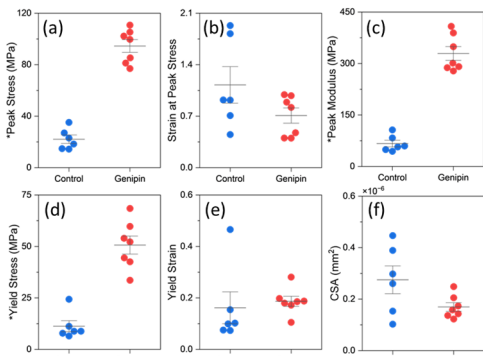 (a)
*Peak Stress (MPa)
120
80
40
0
Control Genipin
(b)
Strain at Peak Stress
2.1
1.4
0.7
0.0
Control Genipin
(c)
*Peak Modulus (MPa)
450
300
150
0
Control Genipin
(d)
*Yield Stress (MPa)
75
50
25
0
(e)
Yield Strain
0.6
0.4
0.2
0.0
(f)
×10⁻⁶
CSA (mm²)
0.6
0.4
0.2
0.0